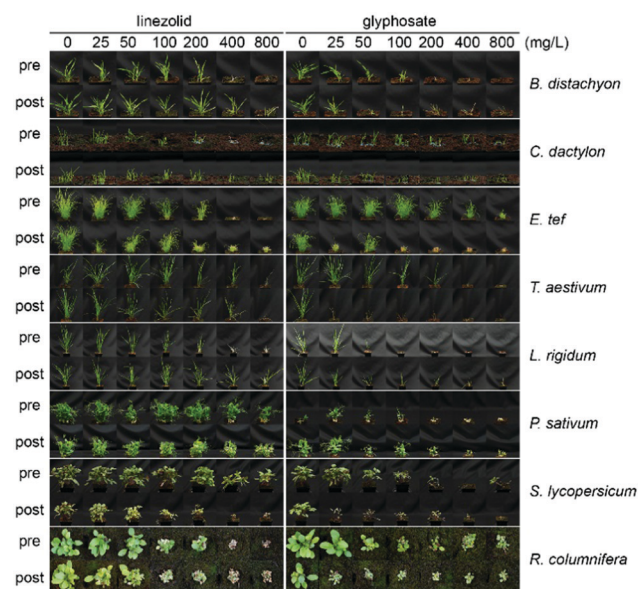 linezolid glyphosate
0 25 50 100 200 400 800 0 25 50 100 200 400 800 (mg/L)
pre
B. distachyon
post
pre
C. dactylon
post
pre
E. tef
post
pre
T. aestivum
post
pre
L. rigidum
post
pre
P. sativum
post
pre
S. lycopersicum
post
pre
R. columnifera
post